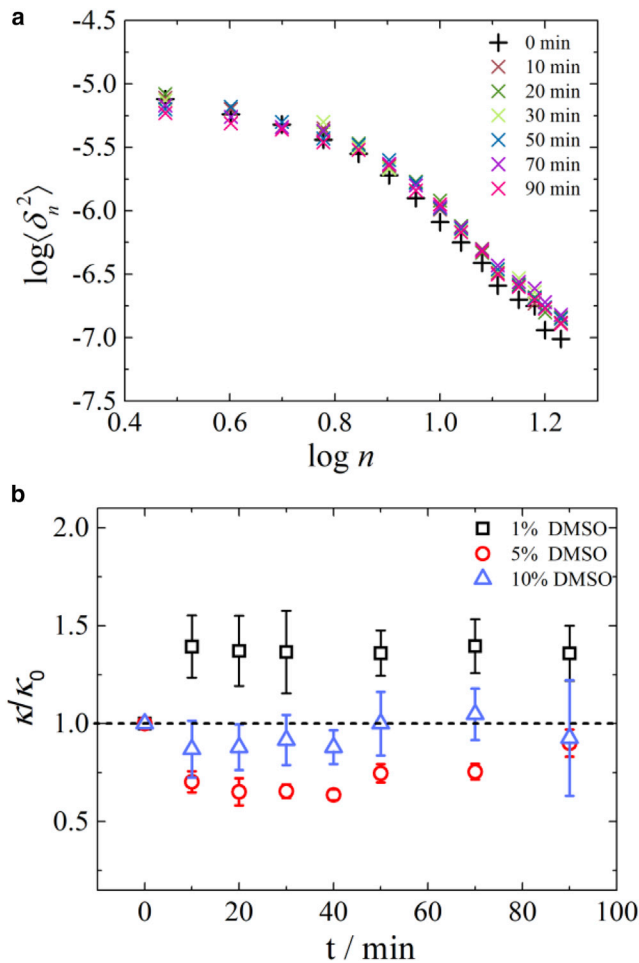 a
-4.5
-5.0
-5.5
-6.0
-6.5
-7.0
-7.5
log⟨δn²⟩
0 min
10 min
20 min
30 min
50 min
70 min
90 min
0.4 0.6 0.8 1.0 1.2
log n
b
2.0
1.5
1.0
0.5
κ/κ0
1% DMSO
5% DMSO
10% DMSO
0 20 40 60 80 100
t / min